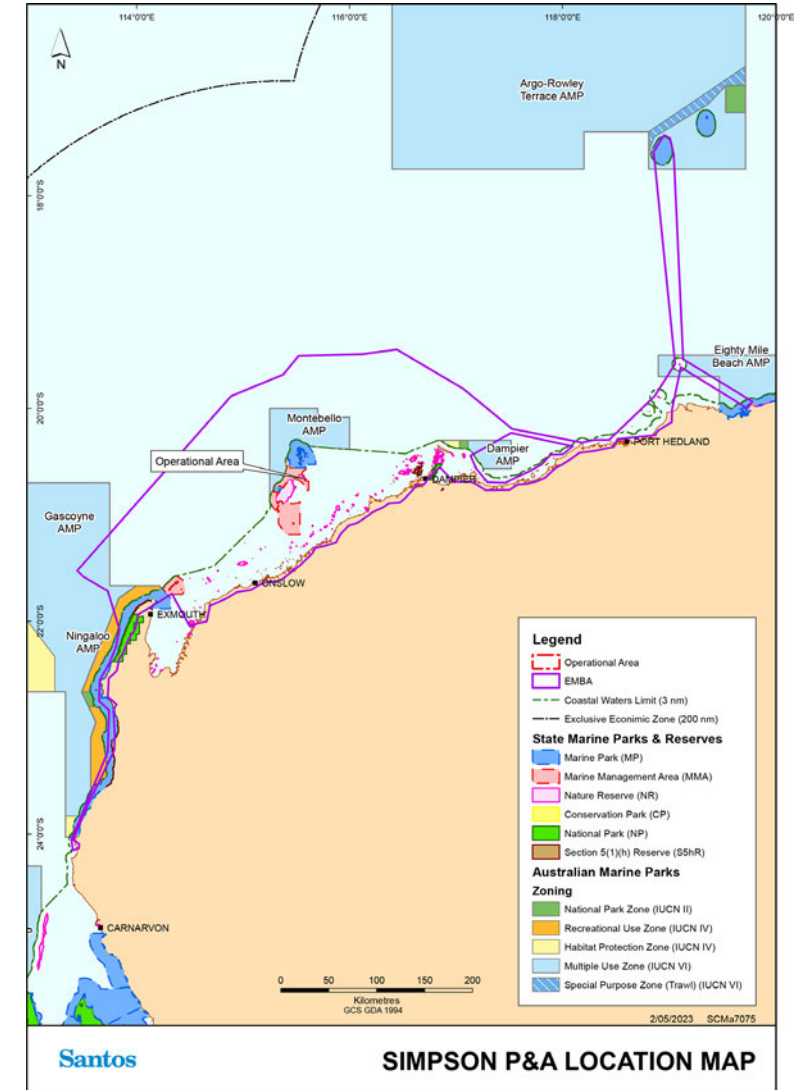 114°0'0"E
116°0'0"E
118°0'0"E
120°0'0"E
N
Argo-Rowley
Terrace AMP
18°0'0"S
Eighty Mile
Beach AMP
20°0'0"S
Montebello
AMP
PORT HEDLAND
Operational Area
Dampier
AMP
DAMPIER
Gascoyne
AMP
ONSLOW
22°0'0"S
EXMOUTH
Ningaloo
AMP
24°0'0"S
CARNARVON
Legend
Operational Area
EMBA
Coastal Waters Limit (3 nm)
Exclusive Econimic Zone (200 nm)
State Marine Parks & Reserves
Marine Park (MP)
Marine Management Area (MMA)
Nature Reserve (NR)
Conservation Park (CP)
National Park (NP)
Section 5(1)(h) Reserve (S5hR)
Australian Marine Parks
Zoning
National Park Zone (IUCN II)
Recreational Use Zone (IUCN IV)
Habitat Protection Zone (IUCN IV)
Multiple Use Zone (IUCN VI)
Special Purpose Zone (Trawl) (IUCN VI)
0 50 100 150 200
Kilometres
GCS GDA 1994
2/05/2023 SCMa7075
Santos
SIMPSON P&A LOCATION MAP